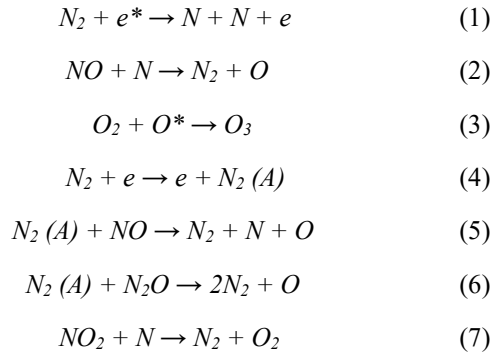 N₂ + e* → N + N + e (1)
NO + N → N₂ + O (2)
O₂ + O* → O₃ (3)
N₂ + e → e + N₂ (A) (4)
N₂ (A) + NO → N₂ + N + O (5)
N₂ (A) + N₂O → 2N₂ + O (6)
NO₂ + N → N₂ + O₂ (7)